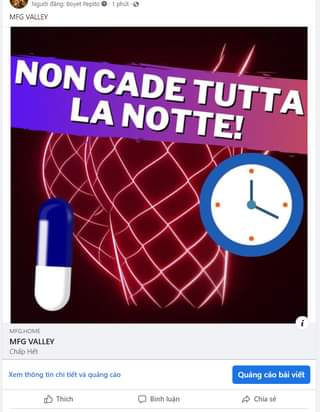 Người đăng: Boyet Pepito · 1 phút ·
MFG VALLEY
NON CADE TUTTA
LA NOTTE!
i
MFG.HOME
MFG VALLEY
Chấp Hết
Xem thông tin chi tiết và quảng cáo
Quảng cáo bài viết
Thích
Bình luận
Chia sẻ